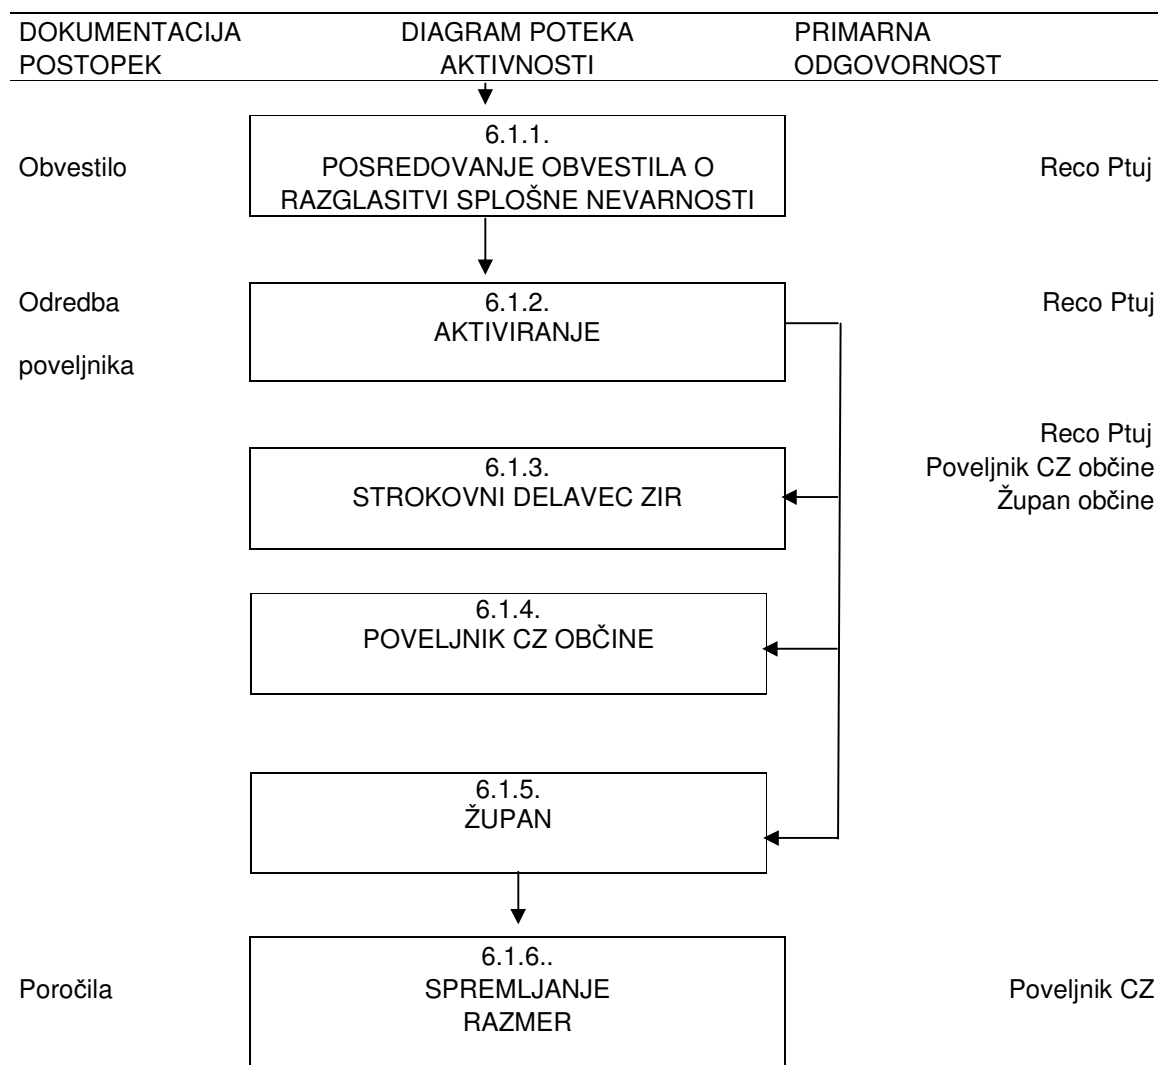 DOKUMENTACIJA DIAGRAM POTEKA PRIMARNA
POSTOPEK AKTIVNOSTI ODGOVORNOST
6.1.1.
Obvestilo POSREDOVANJE OBVESTILA O Reco Ptuj
RAZGLASITVI SPLOŠNE NEVARNOSTI
Odredba 6.1.2. Reco Ptuj
AKTIVIRANJE
poveljnika
Reco Ptuj
6.1.3. Poveljnik CZ občine
STROKOVNI DELAVEC ZIR Župan občine
6.1.4.
POVELJNIK CZ OBČINE
6.1.5.
ŽUPAN
6.1.6..
Poročila SPREMLJANJE Poveljnik CZ
RAZMER